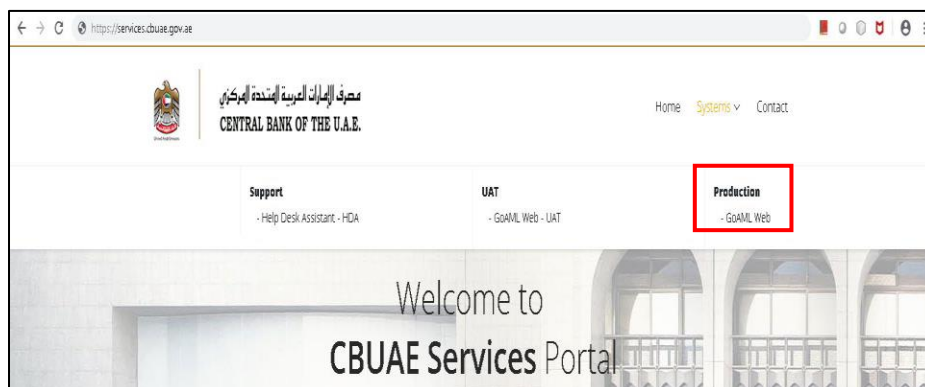 https://services.cbuae.gov.ae
مصرف الإمارات العربية المتحدة المركزي
CENTRAL BANK OF THE U.A.E.
Home Systems Contact
Support UAT Production
- Help Desk Assistant - HDA - GoAML Web - UAT - GoAML Web
Welcome to
CBUAE Services Portal